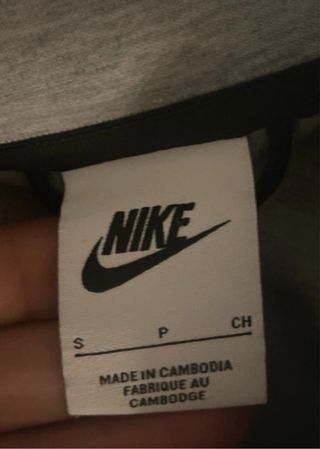 NIKE
S P CH
MADE IN CAMBODIA
FABRIQUE AU
CAMBODGE